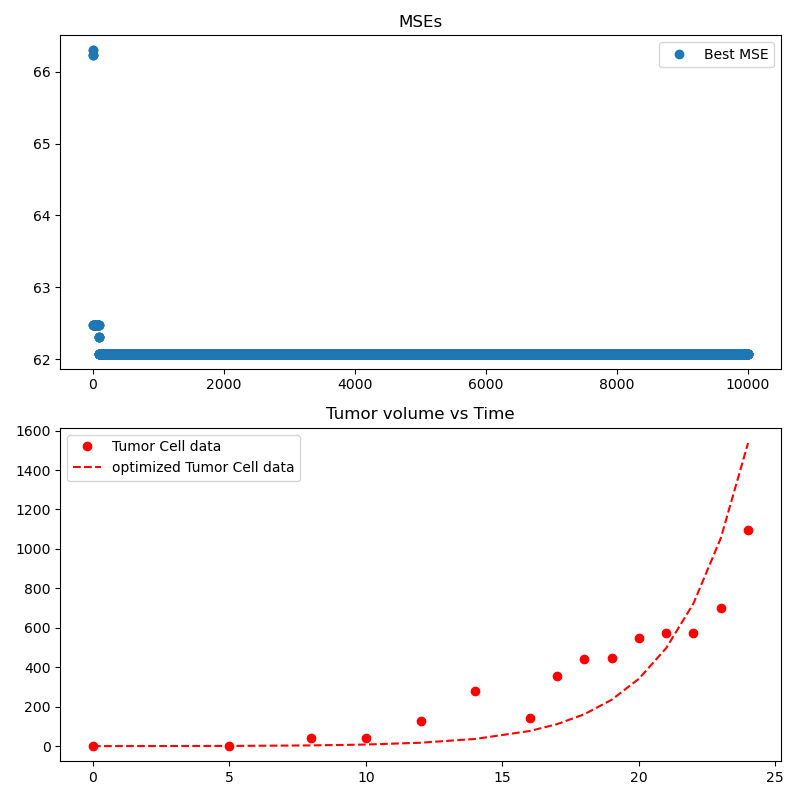 MSEs
Best MSE
66
65
64
63
62
0 2000 4000 6000 8000 10000
Tumor volume vs Time
Tumor Cell data
optimized Tumor Cell data
1600
1400
1200
1000
800
600
400
200
0
0 5 10 15 20 25